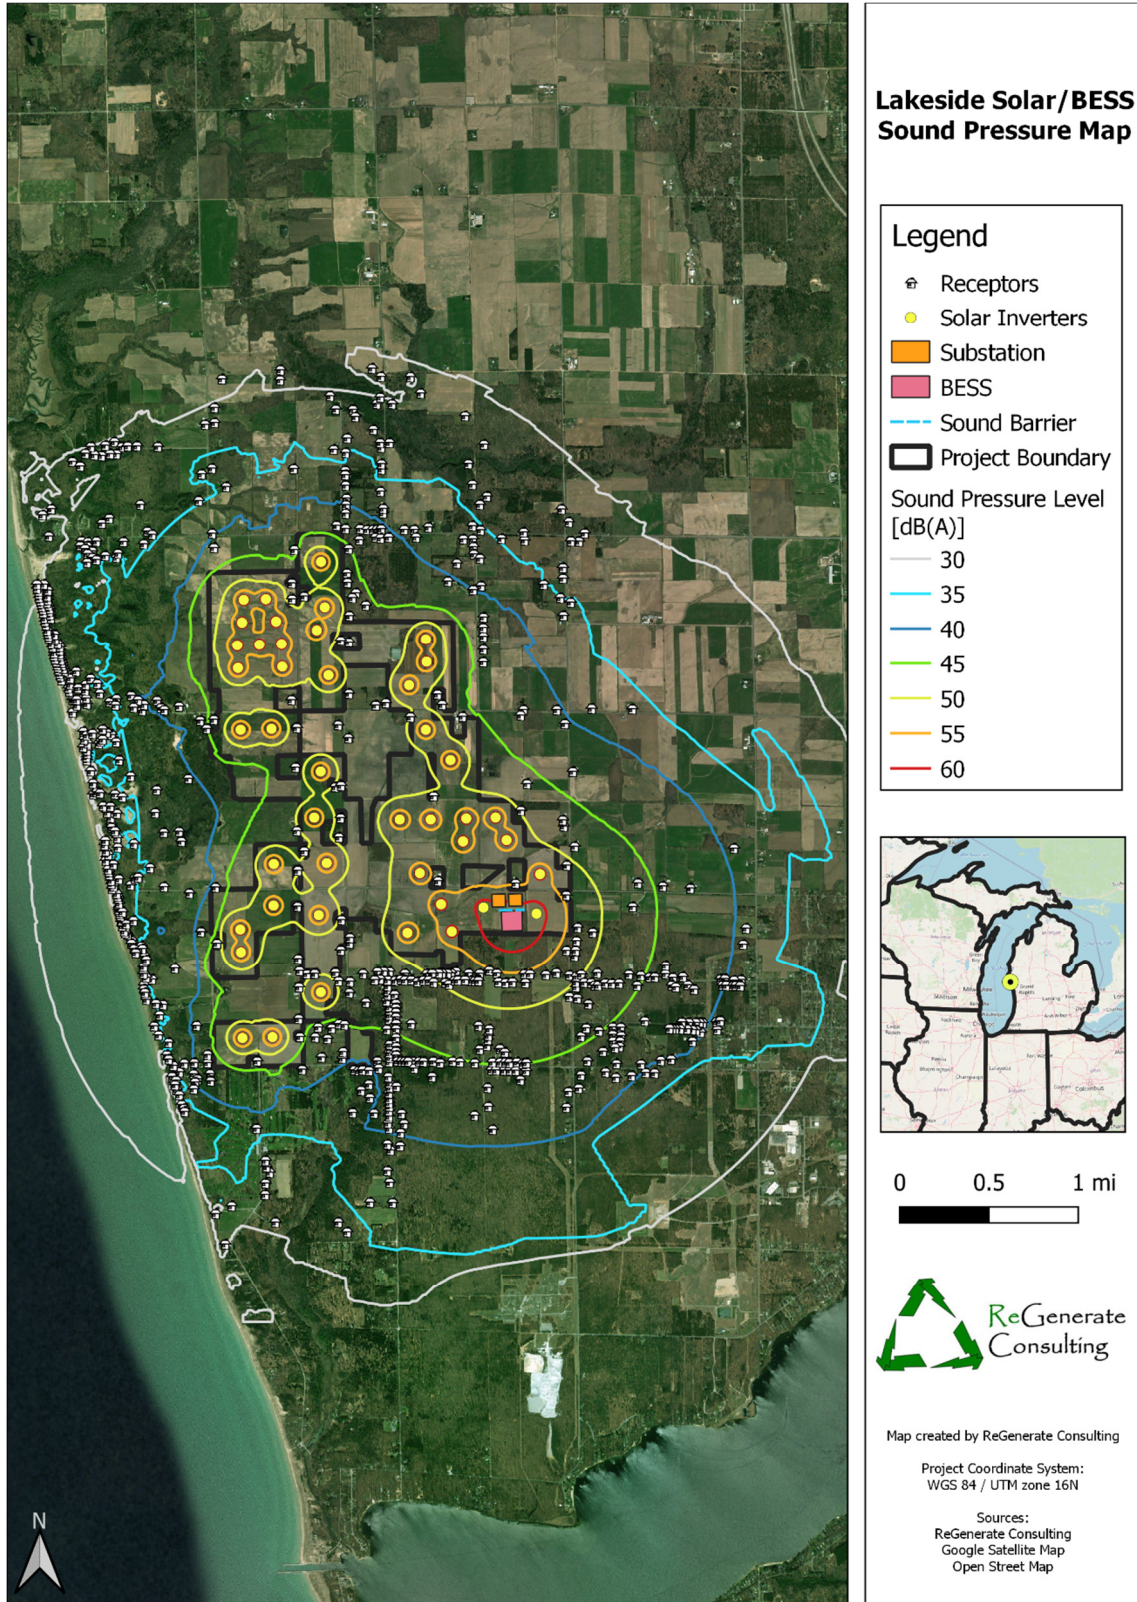 Lakeside Solar/BESS
Sound Pressure Map
Legend
Receptors
Solar Inverters
Substation
BESS
Sound Barrier
Project Boundary
Sound Pressure Level
[dB(A)]
30
35
40
45
50
55
60
0 0.5 1 mi
ReGenerate
Consulting
Map created by ReGenerate Consulting
Project Coordinate System:
WGS 84 / UTM zone 16N
Sources:
ReGenerate Consulting
Google Satellite Map
Open Street Map
N